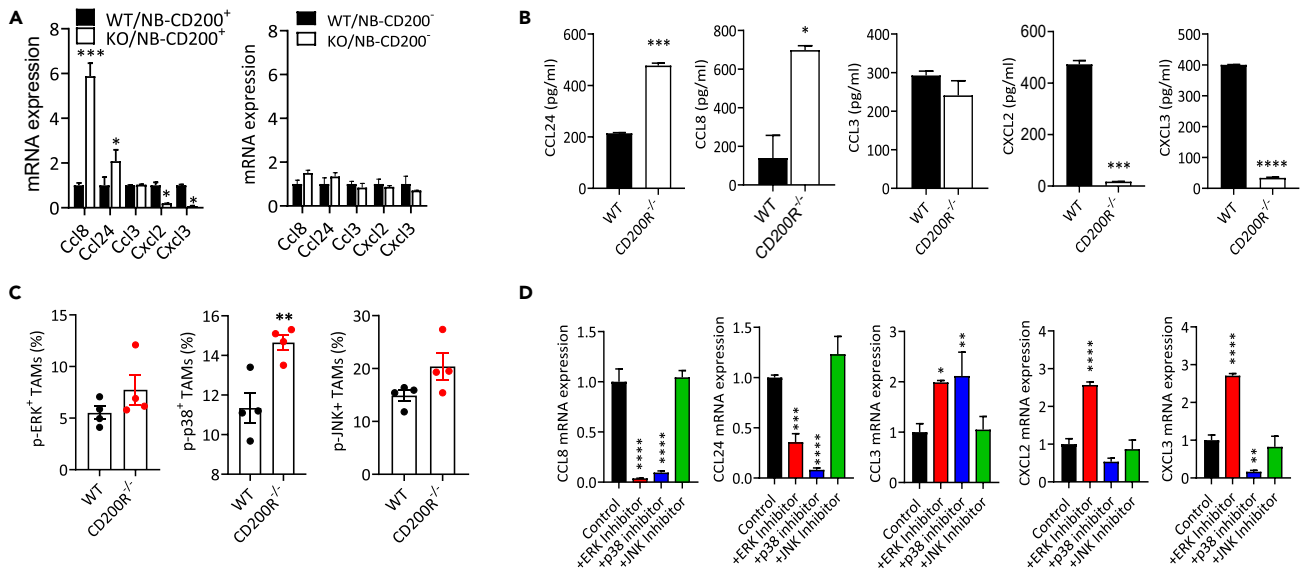 A
WT/NB-CD200+
KO/NB-CD200+
mRNA expression
8
6
4
2
0
***
*
*
*
Ccl8
Ccl24
Ccl3
Cxcl2
Cxcl3
WT/NB-CD200-
KO/NB-CD200-
mRNA expression
8
6
4
2
0
Ccl8
Ccl24
Ccl3
Cxcl2
Cxcl3
B
CCL24 (pg/ml)
600
400
200
0
***
WT
CD200R-/-
CCL8 (pg/ml)
800
600
400
200
0
*
WT
CD200R-/-
CCL3 (pg/ml)
400
300
200
100
0
WT
CD200R-/-
CXCL2 (pg/ml)
600
400
200
0
***
WT
CD200R-/-
CXCL3 (pg/ml)
500
400
300
200
100
0
****
WT
CD200R-/-
C
p-ERK+ TAMs (%)
15
10
5
0
WT
CD200R-/-
p-p38+ TAMs (%)
16
14
12
10
8
**
WT
CD200R-/-
p-JNK+ TAMs (%)
30
20
10
0
WT
CD200R-/-
D
CCL8 mRNA expression
1.5
1.0
0.5
0.0
****
****
Control
+ERK Inhibitor
+p38 inhibitor
+JNK Inhibitor
CCL24 mRNA expression
1.5
1.0
0.5
0.0
***
****
Control
+ERK Inhibitor
+p38 inhibitor
+JNK Inhibitor
CCL3 mRNA expression
3
2
1
0
*
**
Control
+ERK Inhibitor
+p38 inhibitor
+JNK Inhibitor
CXCL2 mRNA expression
4
3
2
1
0
****
Control
+ERK Inhibitor
+p38 inhibitor
+JNK Inhibitor
CXCL3 mRNA expression
4
3
2
1
0
****
**
Control
+ERK Inhibitor
+p38 inhibitor
+JNK Inhibitor